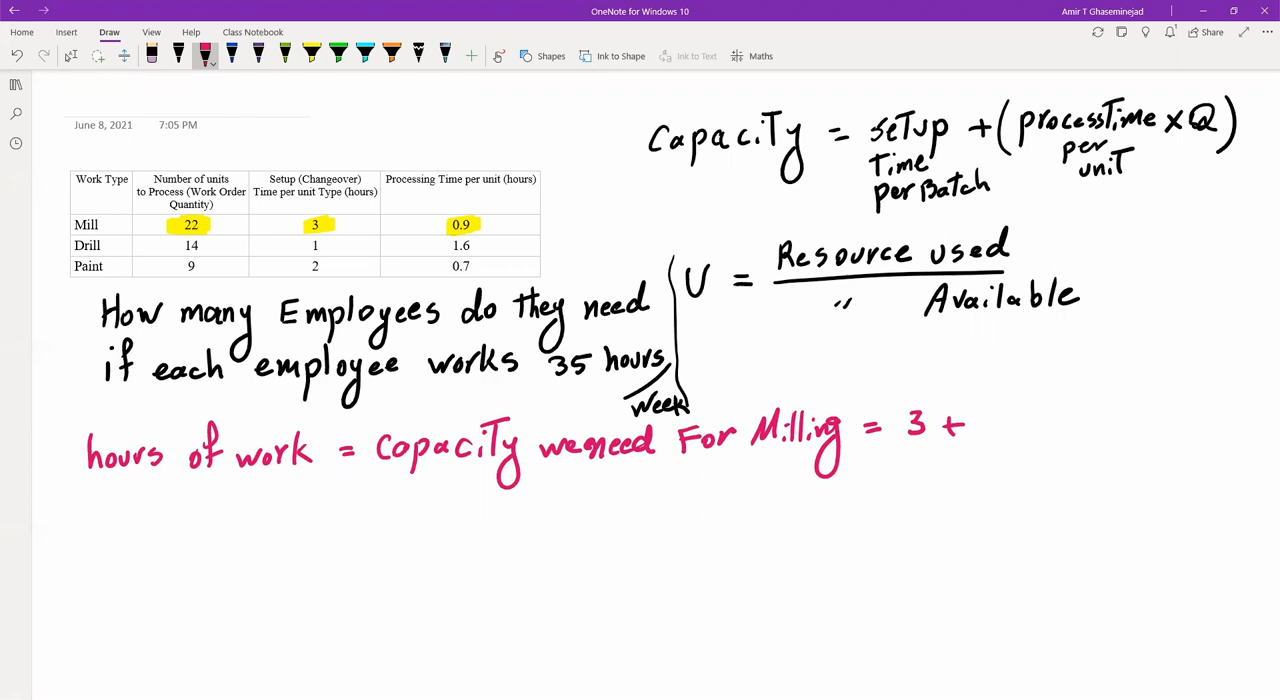 OneNote for Windows 10
Amir T Ghaseminejad
Home Insert Draw View Help Class Notebook
Share
Shapes Ink to Shape Ink to Text Maths
June 8, 2021 7:05 PM
Capacity = setup + (process Time per unit x Q)
Time
per Batch
Work Type Number of units to Process (Work Order Quantity) Setup (Changeover) Time per unit Type (hours) Processing Time per unit (hours)
Mill 22 3 0.9
Drill 14 1 1.6
Paint 9 2 0.7
U = Resource used
" Available
How many Employees do they need
if each employee works 35 hours
/ Week
hours of work = Capacity we need For Milling = 3 +